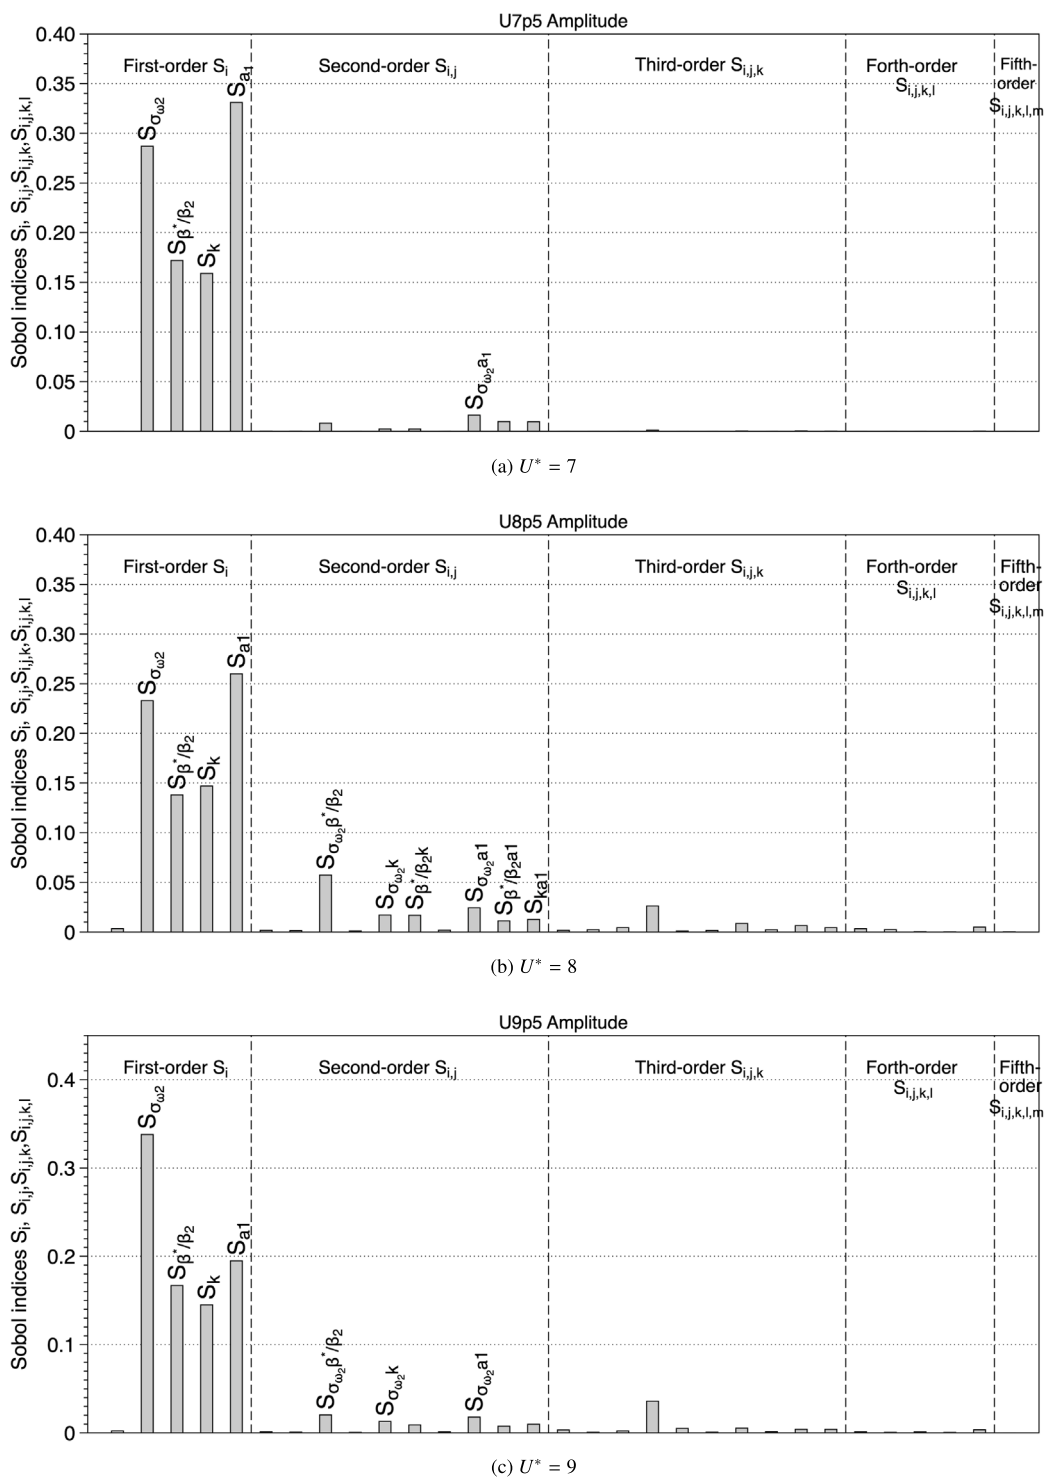 U7p5 Amplitude
Sobol indices Si, Si,j,Si,j,k,Si,j,k,l
0.40
0.35
0.30
0.25
0.20
0.15
0.10
0.05
0
First-order Si
Second-order Si,j
Third-order Si,j,k
Forth-order
Si,j,k,l
Fifth-
order
Si,j,k,l,m
Sσω2
Sβ*/β2
Sk
Sa1
Sσω2a1
(a) U* = 7
U8p5 Amplitude
Sobol indices Si, Si,j,Si,j,k,Si,j,k,l
0.40
0.35
0.30
0.25
0.20
0.15
0.10
0.05
0
First-order Si
Second-order Si,j
Third-order Si,j,k
Forth-order
Si,j,k,l
Fifth-
order
Si,j,k,l,m
Sσω2
Sβ*/β2
Sk
Sa1
Sσω2β*/β2
Sσω2k
Sβ*/β2k
Sσω2a1
Sβ*/β2a1
Ska1
(b) U* = 8
U9p5 Amplitude
Sobol indices Si, Si,j,Si,j,k,Si,j,k,l
0.4
0.3
0.2
0.1
0
First-order Si
Second-order Si,j
Third-order Si,j,k
Forth-order
Si,j,k,l
Fifth-
order
Si,j,k,l,m
Sσω2
Sβ*/β2
Sk
Sa1
Sσω2β*/β2
Sσω2k
Sσω2a1
(c) U* = 9